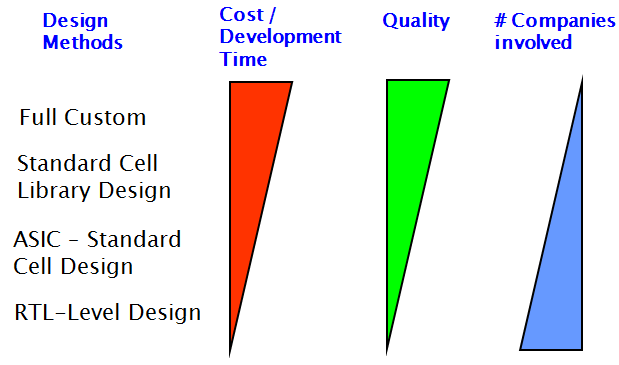 Design
Methods
Cost /
Development
Time
Quality
# Companies
involved
Full Custom
Standard Cell
Library Design
ASIC – Standard
Cell Design
RTL-Level Design